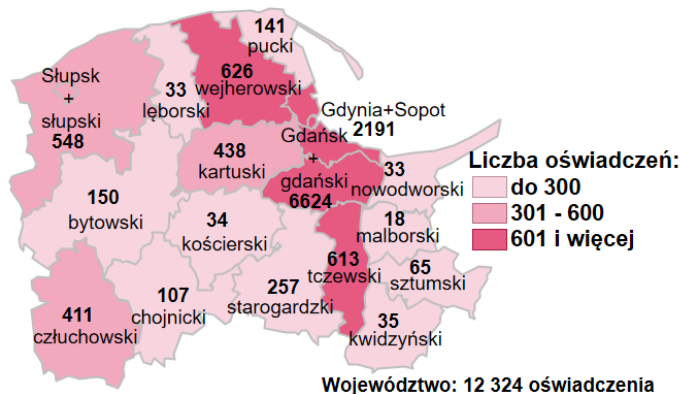 141
pucki
626
wejherowski
33
lęborski
Słupsk
+
słupski
548
Gdynia+Sopot
2191
Gdańsk
+
gdański
6624
438
kartuski
33
nowodworski
150
bytowski
34
kościerski
18
malborski
613
tczewski
65
sztumski
257
starogardzki
107
chojnicki
411
człuchowski
35
kwidzyński
Liczba oświadczeń:
do 300
301 - 600
601 i więcej
Województwo: 12 324 oświadczenia